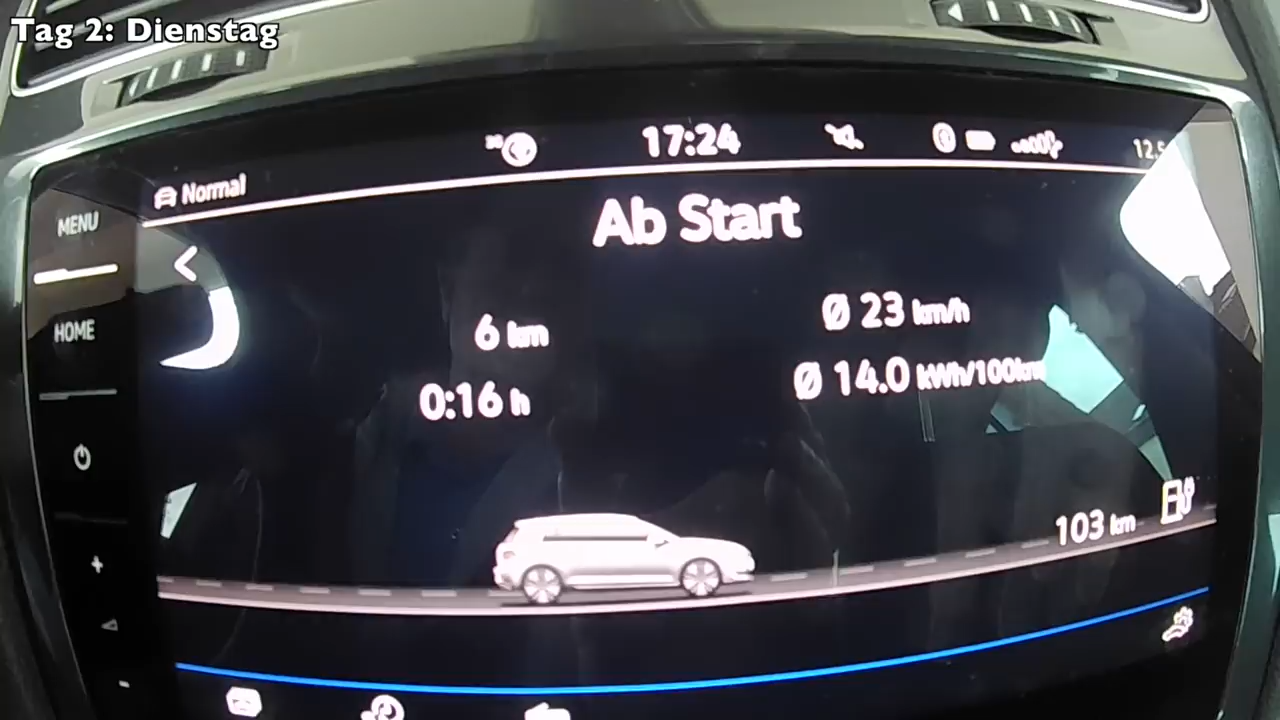 Tag 2: Dienstag
17:24
Normal
MENU
HOME
Ab Start
6 km
0:16 h
Ø 23 km/h
Ø 14.0 kWh/100km
103 km
+
-